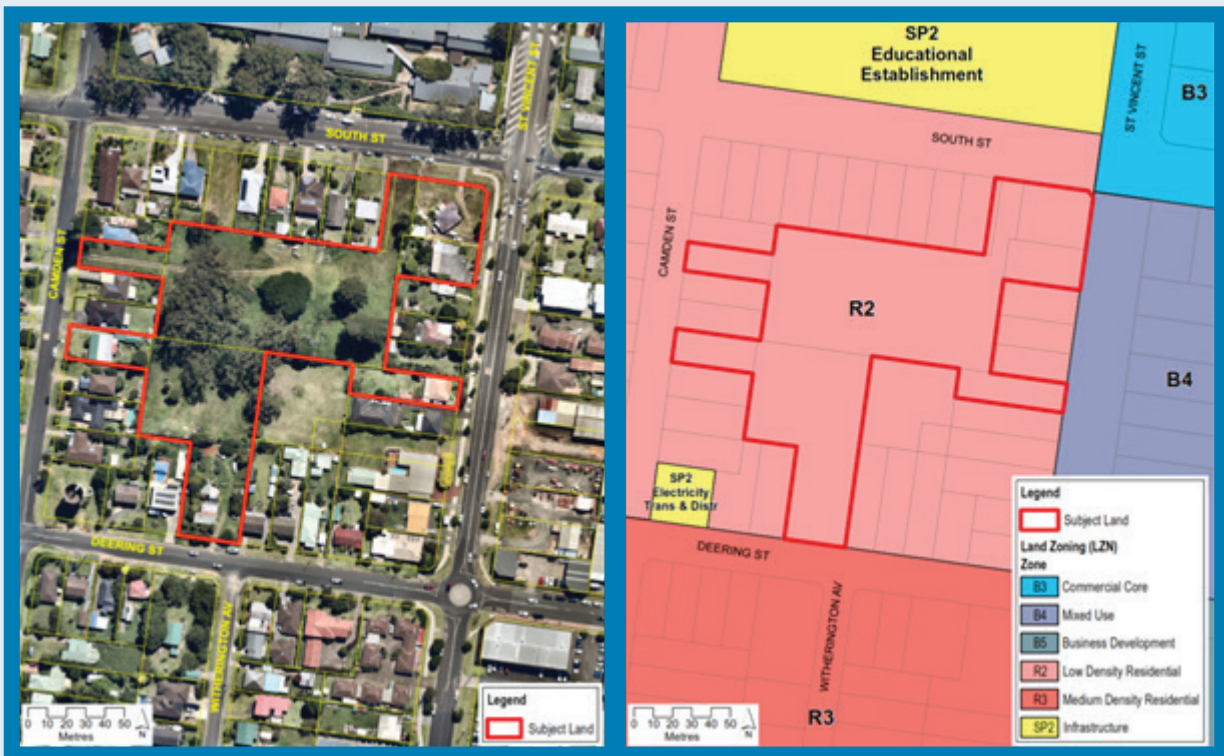 SOUTH ST
ST VINCENT ST
CAMDEN ST
DEERING ST
WITHERINGTON AV
0 10 20 30 40 50
Metres
N
Legend
Subject Land
SP2
Educational
Establishment
ST VINCENT ST
B3
SOUTH ST
CAMDEN ST
R2
B4
SP2
Electricity
Trans & Distr
DEERING ST
WITHERINGTON AV
R3
0 10 20 30 40 50
Metres
N
Legend
Subject Land
Land Zoning (LZN)
Zone
B3 Commercial Core
B4 Mixed Use
B5 Business Development
R2 Low Density Residential
R3 Medium Density Residential
SP2 Infrastructure